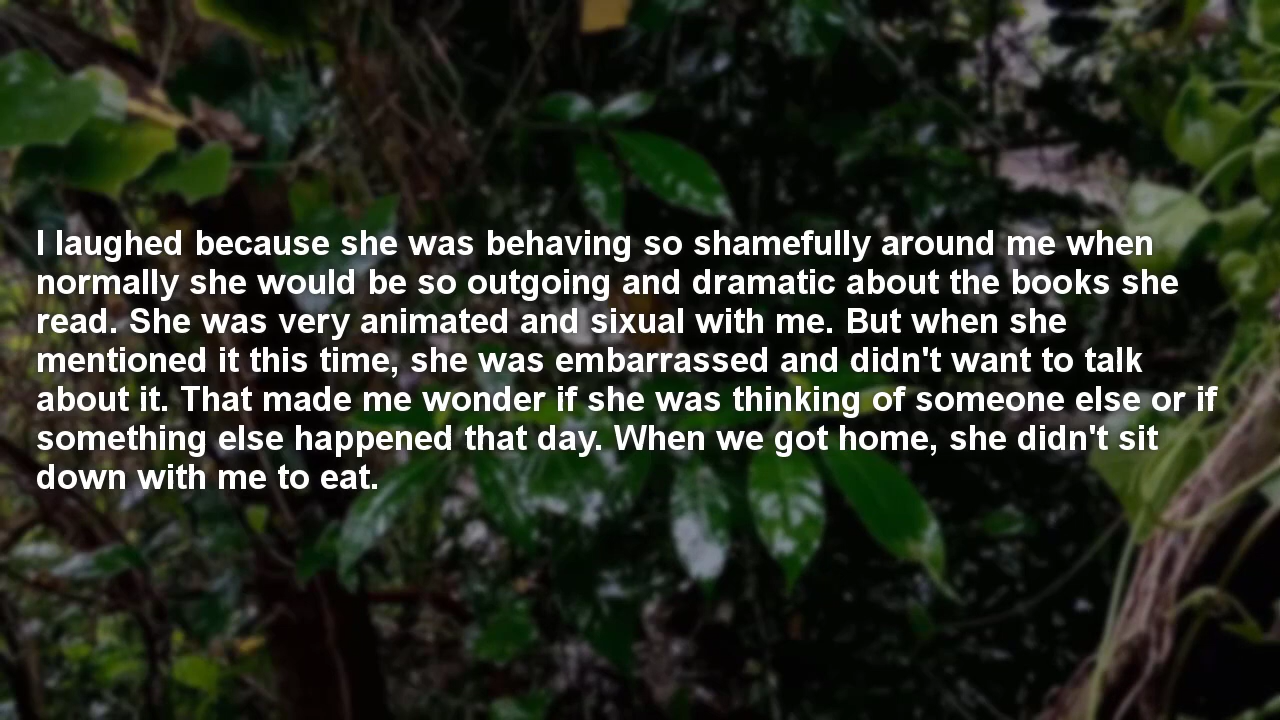 I laughed because she was behaving so shamefully around me when
normally she would be so outgoing and dramatic about the books she
read. She was very animated and sixual with me. But when she
mentioned it this time, she was embarrassed and didn't want to talk
about it. That made me wonder if she was thinking of someone else or if
something else happened that day. When we got home, she didn't sit
down with me to eat.